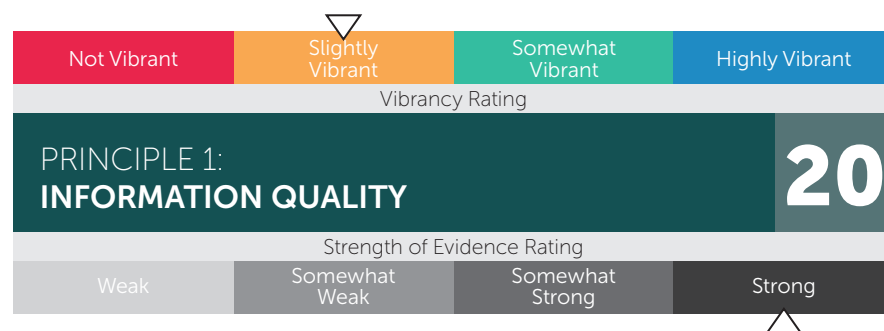 Not Vibrant
Slightly
Vibrant
Somewhat
Vibrant
Highly Vibrant
Vibrancy Rating
PRINCIPLE 1:
INFORMATION QUALITY
20
Strength of Evidence Rating
Weak
Somewhat
Weak
Somewhat
Strong
Strong